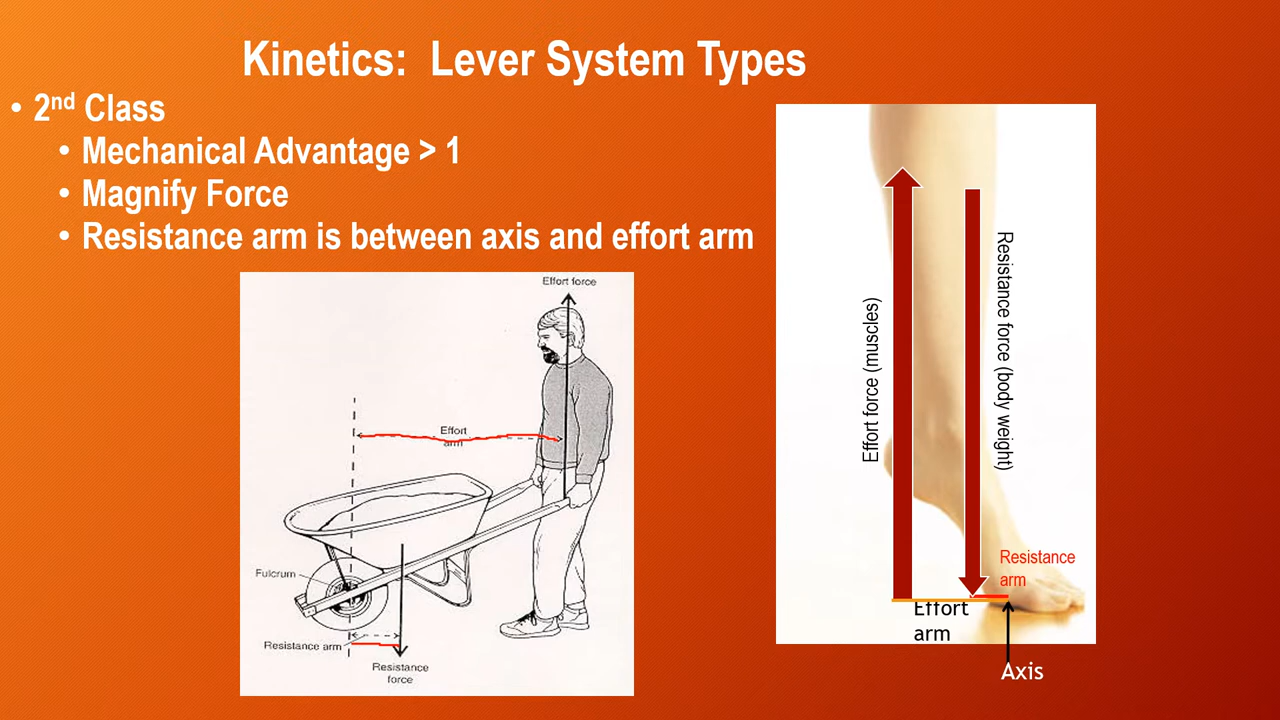 Kinetics:  Lever System Types
• 2nd Class
• Mechanical Advantage > 1
• Magnify Force
• Resistance arm is between axis and effort arm
Effort force
Effort
arm
Fulcrum
Resistance arm
Resistance
force
Effort force (muscles)
Resistance force (body weight)
Resistance
arm
Effort
arm
Axis